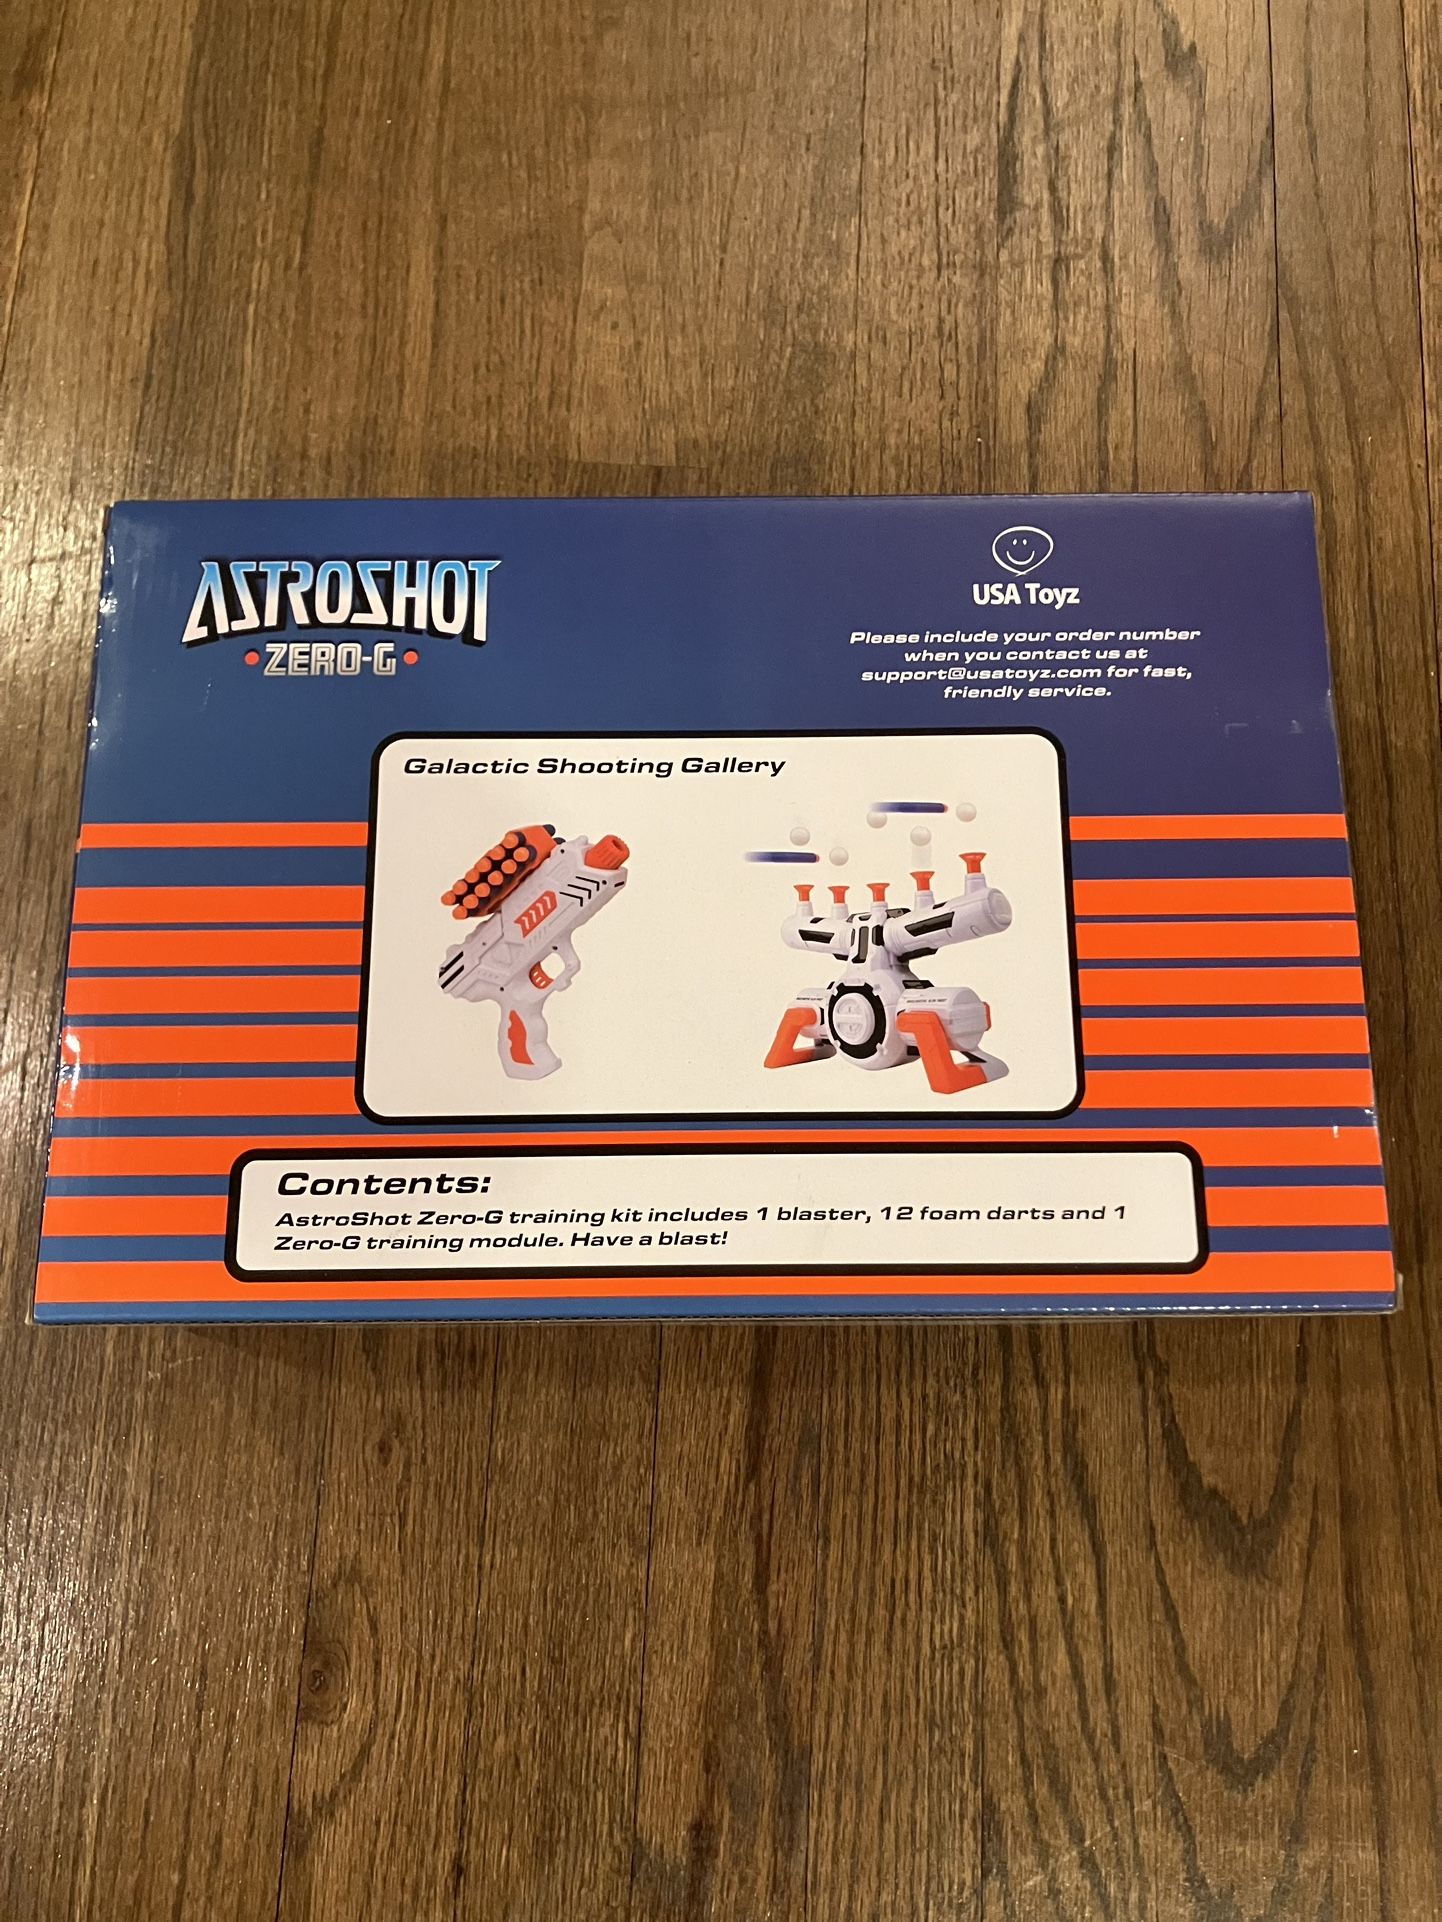 ASTROSHOT
ZERO-G
USA Toyz
Please include your order number
when you contact us at
support@usatoyz.com for fast,
friendly service.
Galactic Shooting Gallery
Contents:
AstroShot Zero-G training kit includes 1 blaster, 12 foam darts and 1
Zero-G training module. Have a blast!